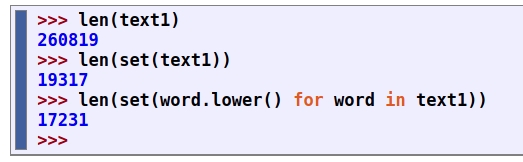 >>> len(text1)
260819
>>> len(set(text1))
19317
>>> len(set(word.lower() for word in text1))
17231
>>>